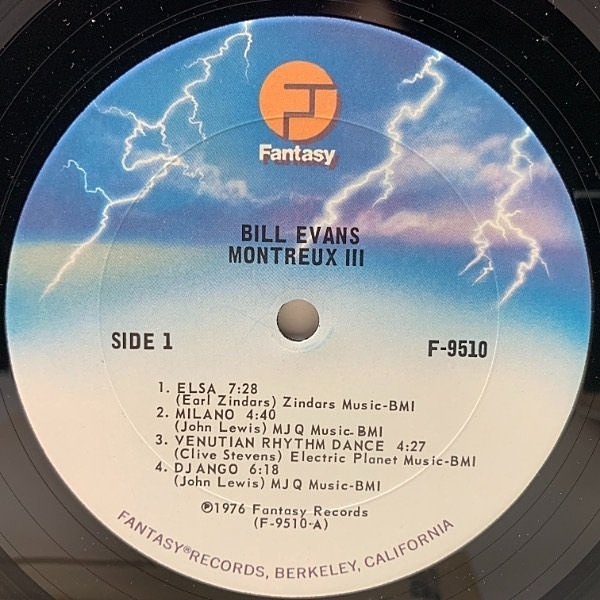 Fantasy
BILL EVANS
MONTREUX III
SIDE 1
F-9510
1. ELSA 7:28
(Earl Zindars) Zindars Music-BMI
2. MILANO 4:40
(John Lewis) MJQ Music-BMI
3. VENUTIAN RHYTHM DANCE 4:27
(Clive Stevens) Electric Planet Music-BMI
4. DJANGO 6:18
(John Lewis) MJQ Music-BMI
℗1976 Fantasy Records
(F-9510-A)
FANTASY® RECORDS, BERKELEY, CALIFORNIA